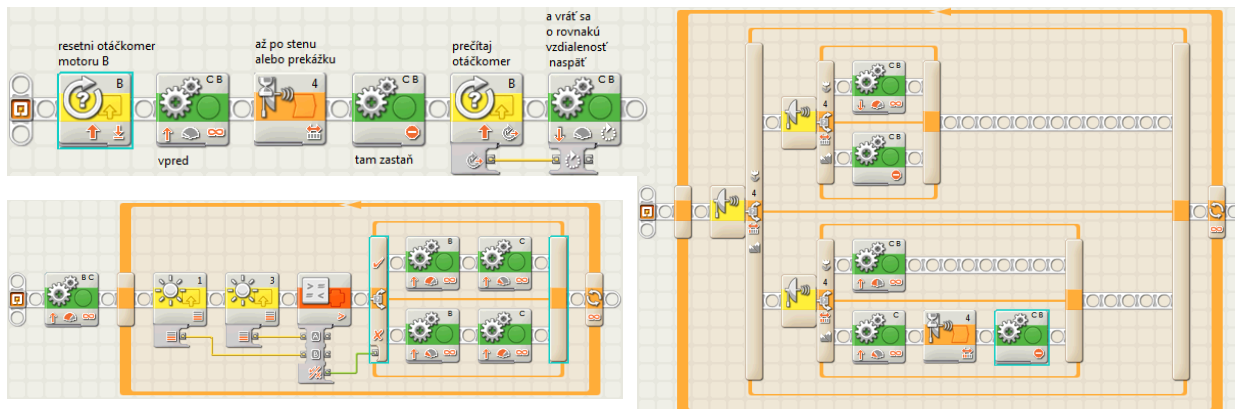 resetni otáčkomer
motoru B
až po stenu
alebo prekážku
prečítaj
otáčkomer
a vráť sa
o rovnakú
vzdialenosť
naspäť
B
C B
4
C B
B
C B
vpred
tam zastaň
B C
1
3
B
C
B
C
A
B
4
4
C B
C B
4
C B
C
4
C B